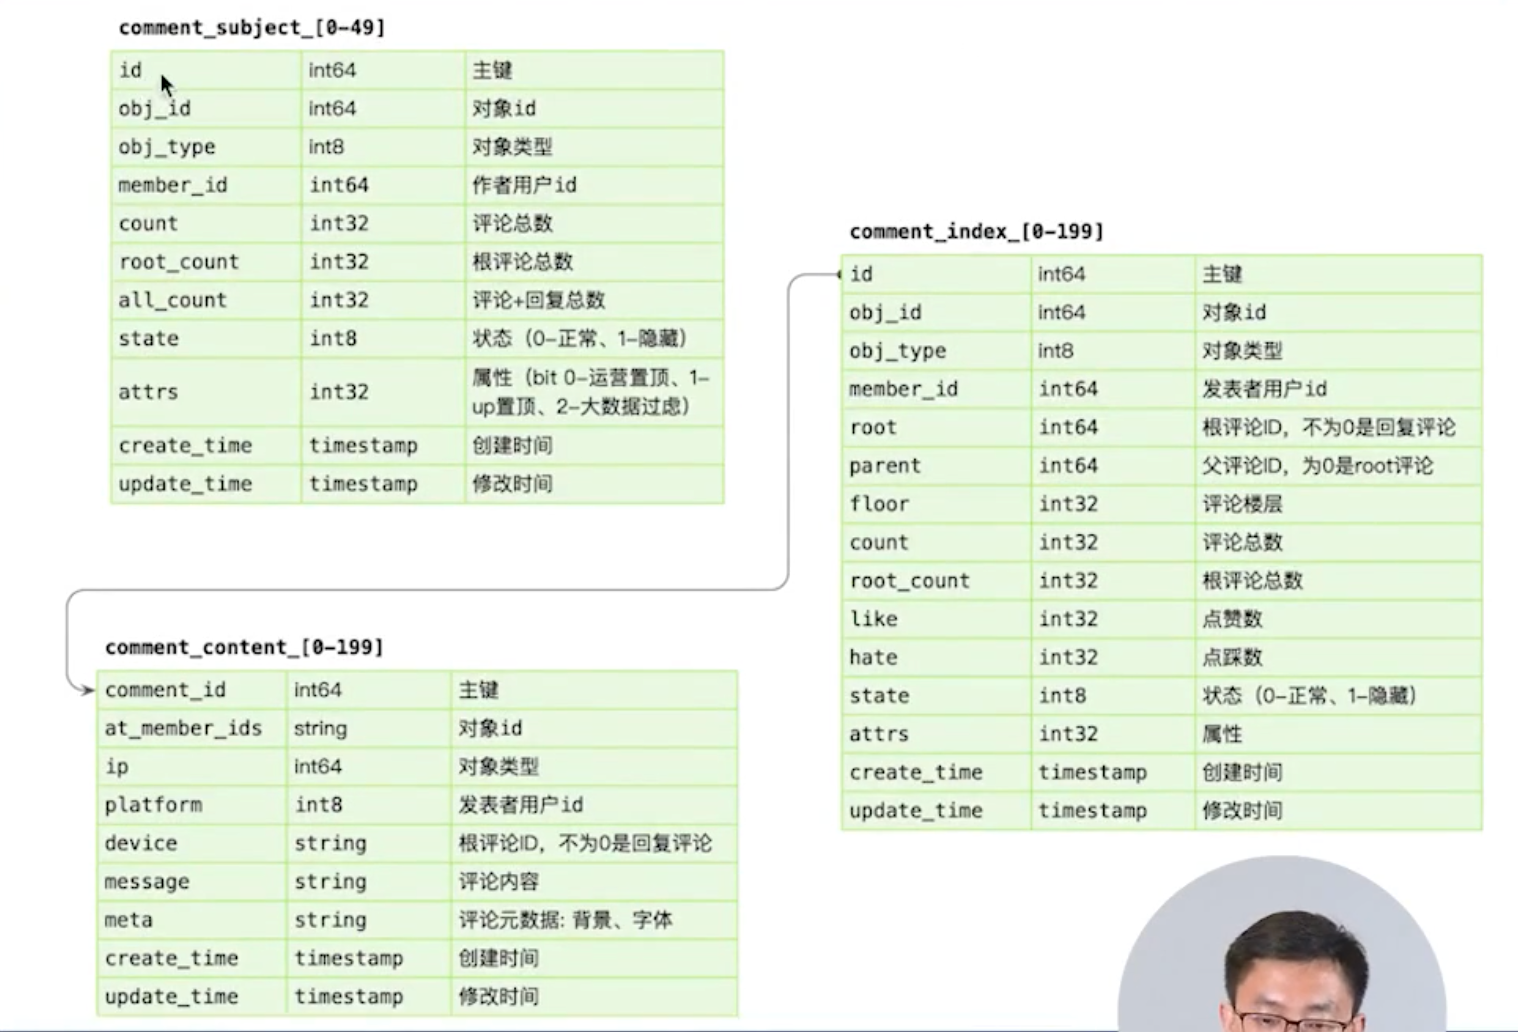 comment_subject_[0-49]
id int64 主键
obj_id int64 对象id
obj_type int8 对象类型
member_id int64 作者用户id
count int32 评论总数
root_count int32 根评论总数
all_count int32 评论+回复总数
state int8 状态（0-正常、1-隐藏）
attrs int32 属性（bit 0-运营置顶、1-
up置顶、2-大数据过虑）
create_time timestamp 创建时间
update_time timestamp 修改时间
comment_index_[0-199]
id int64 主键
obj_id int64 对象id
obj_type int8 对象类型
member_id int64 发表者用户id
root int64 根评论ID，不为0是回复评论
parent int64 父评论ID，为0是root评论
floor int32 评论楼层
count int32 评论总数
root_count int32 根评论总数
like int32 点赞数
hate int32 点踩数
state int8 状态（0-正常、1-隐藏）
attrs int32 属性
create_time timestamp 创建时间
update_time timestamp 修改时间
comment_content_[0-199]
comment_id int64 主键
at_member_ids string 对象id
ip int64 对象类型
platform int8 发表者用户id
device string 根评论ID，不为0是回复评论
message string 评论内容
meta string 评论元数据: 背景、字体
create_time timestamp 创建时间
update_time timestamp 修改时间